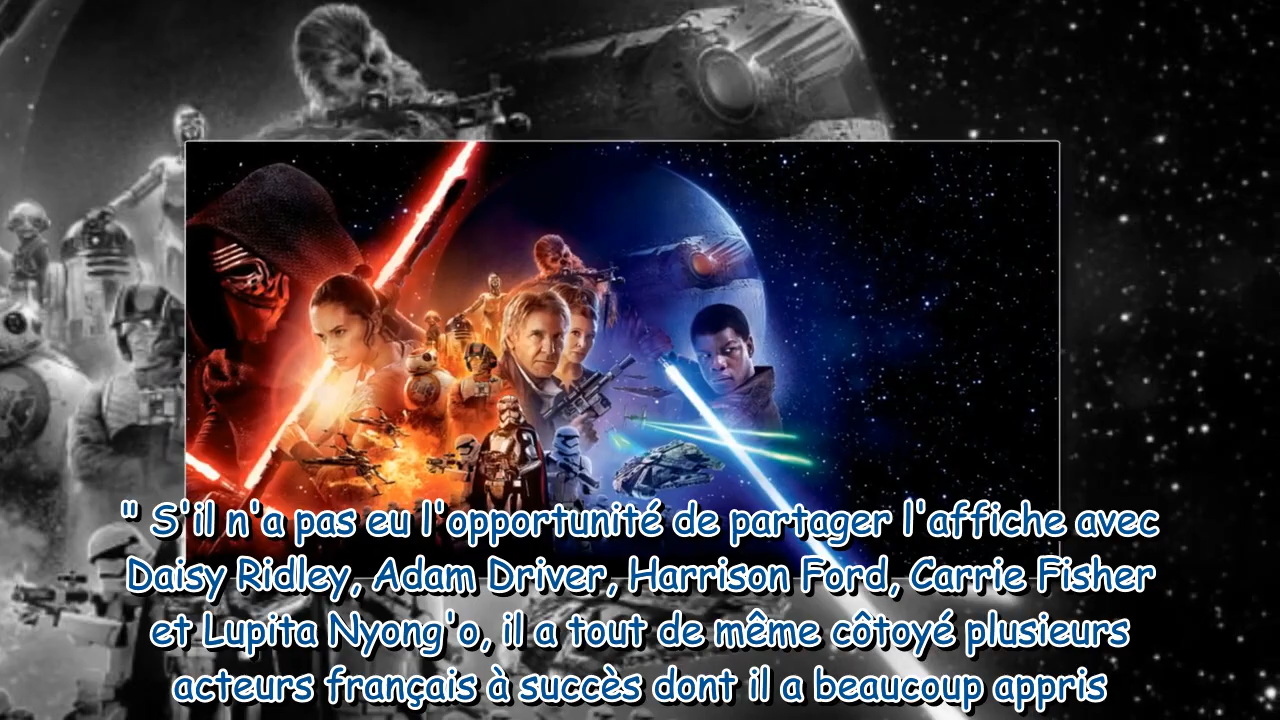 " S'il n'a pas eu l'opportunité de partager l'affiche avec
Daisy Ridley, Adam Driver, Harrison Ford, Carrie Fisher
et Lupita Nyong'o, il a tout de même côtoyé plusieurs
acteurs français à succès dont il a beaucoup appris